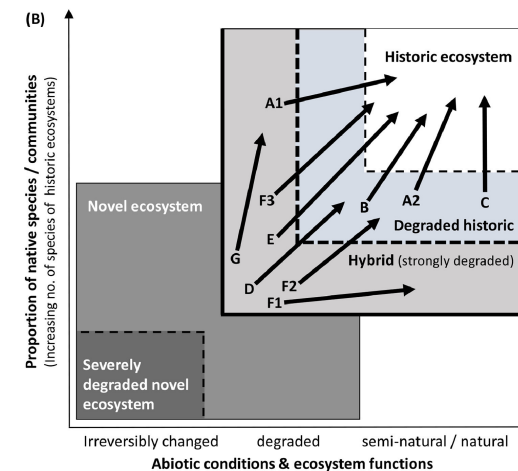 (B)
Proportion of native species / communities
(Increasing no. of species of historic ecosystems)
Historic ecosystem
A1
F3
B
A2
C
Novel ecosystem
E
Degraded historic
G
Hybrid (strongly degraded)
D
F2
F1
Severely
degraded novel
ecosystem
Irreversibly changed
degraded
semi-natural / natural
Abiotic conditions & ecosystem functions